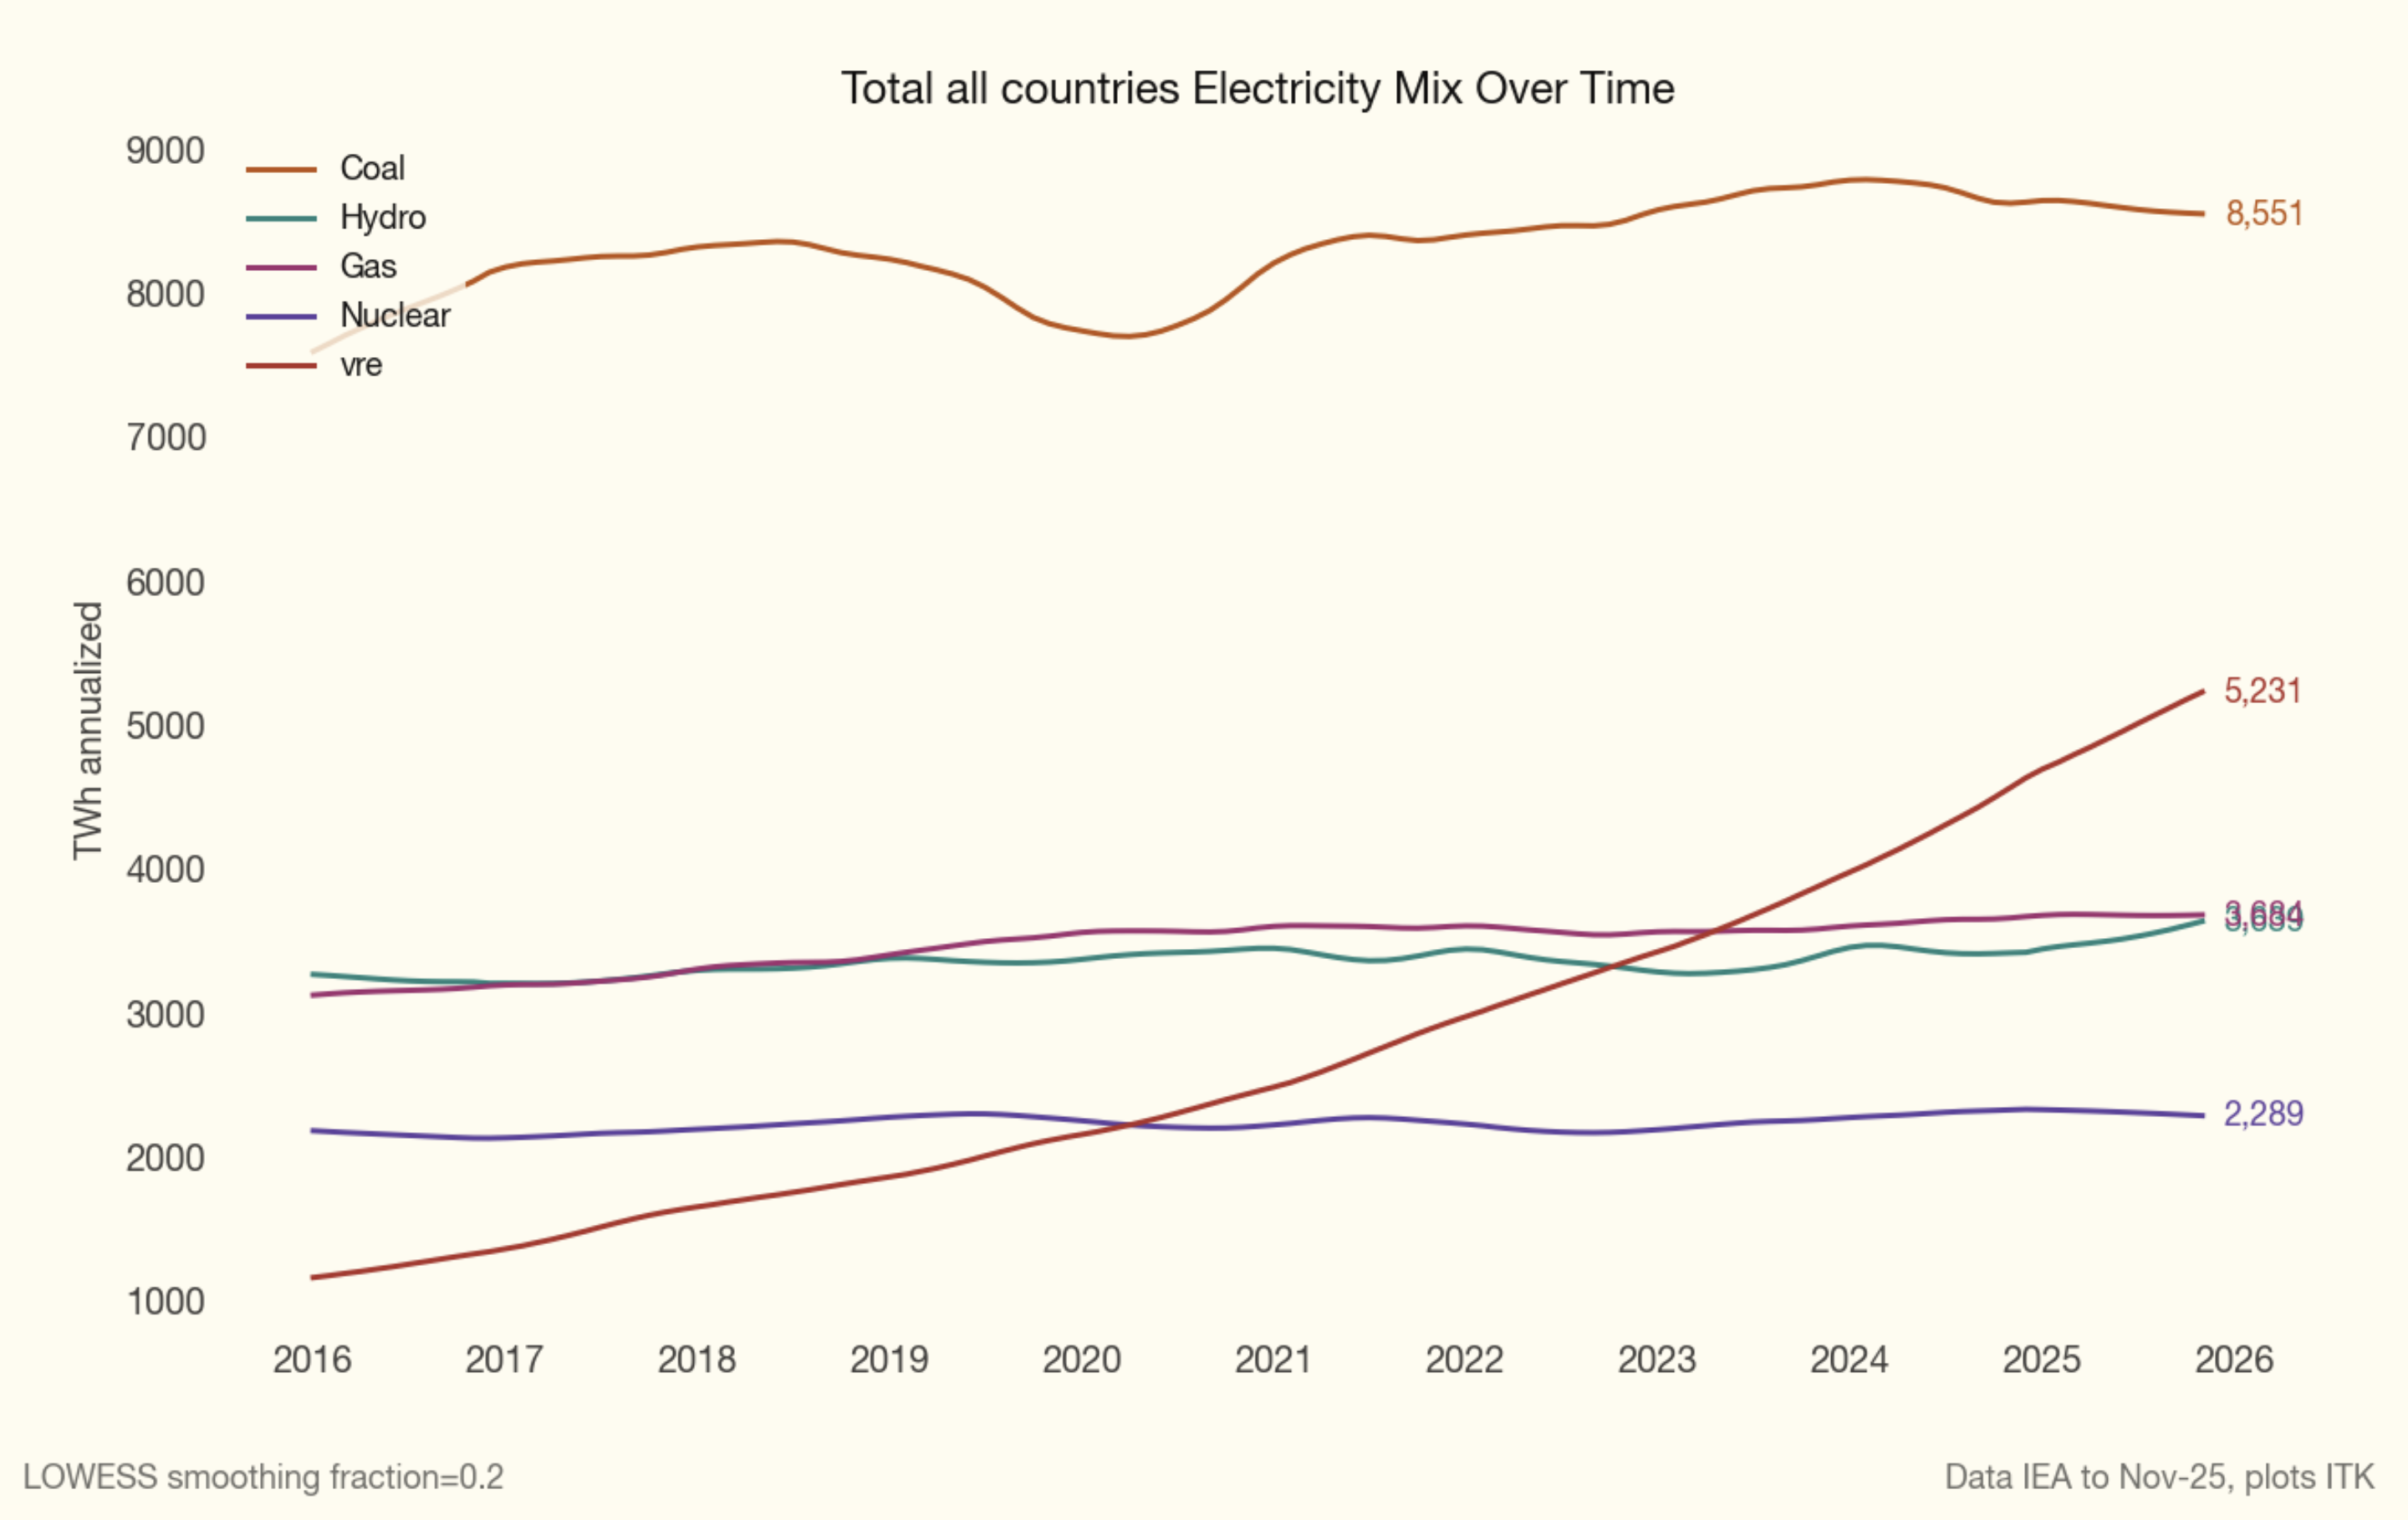 Total all countries Electricity Mix Over Time
9000
8000
7000
6000
5000
4000
3000
2000
1000
TWh annualized
Coal
Hydro
Gas
Nuclear
vre
8,551
5,231
3,684
2,289
2016
2017
2018
2019
2020
2021
2022
2023
2024
2025
2026
LOWESS smoothing fraction=0.2
Data IEA to Nov-25, plots ITK